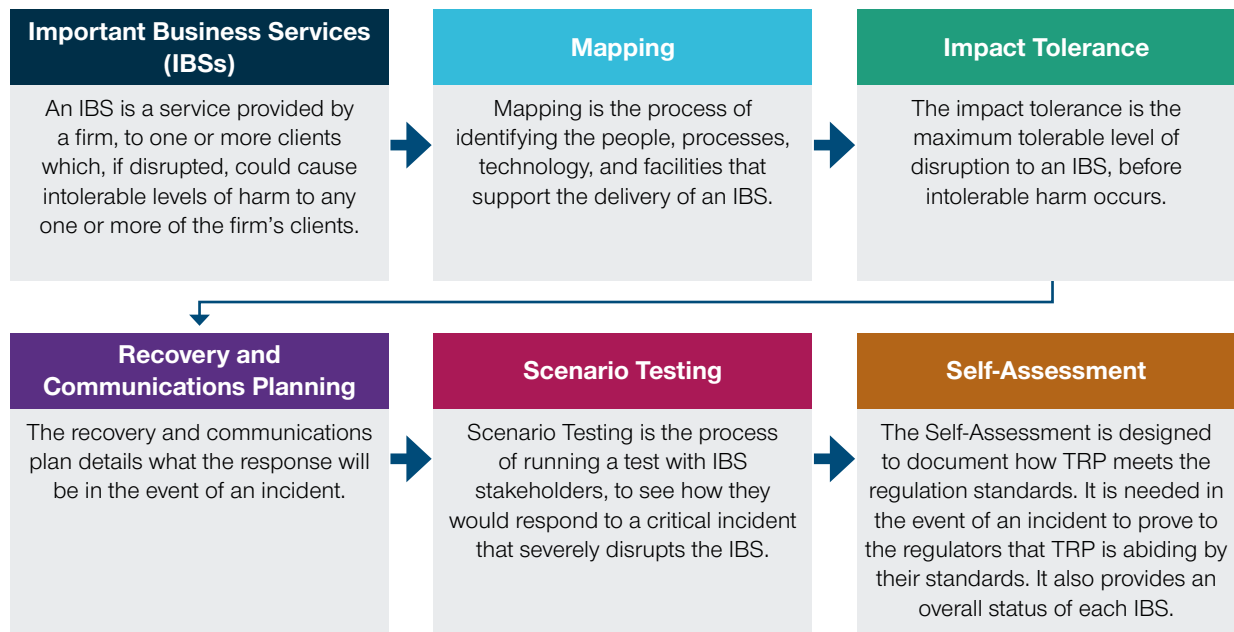 Important Business Services
(IBSs)
An IBS is a service provided by
a firm, to one or more clients
which, if disrupted, could cause
intolerable levels of harm to any
one or more of the firm's clients.
Mapping
Mapping is the process of
identifying the people, processes,
technology, and facilities that
support the delivery of an IBS.
Impact Tolerance
The impact tolerance is the
maximum tolerable level of
disruption to an IBS, before
intolerable harm occurs.
Recovery and
Communications Planning
The recovery and communications
plan details what the response will
be in the event of an incident.
Scenario Testing
Scenario Testing is the process
of running a test with IBS
stakeholders, to see how they
would respond to a critical incident
that severely disrupts the IBS.
Self-Assessment
The Self-Assessment is designed
to document how TRP meets the
regulation standards. It is needed in
the event of an incident to prove to
the regulators that TRP is abiding by
their standards. It also provides an
overall status of each IBS.